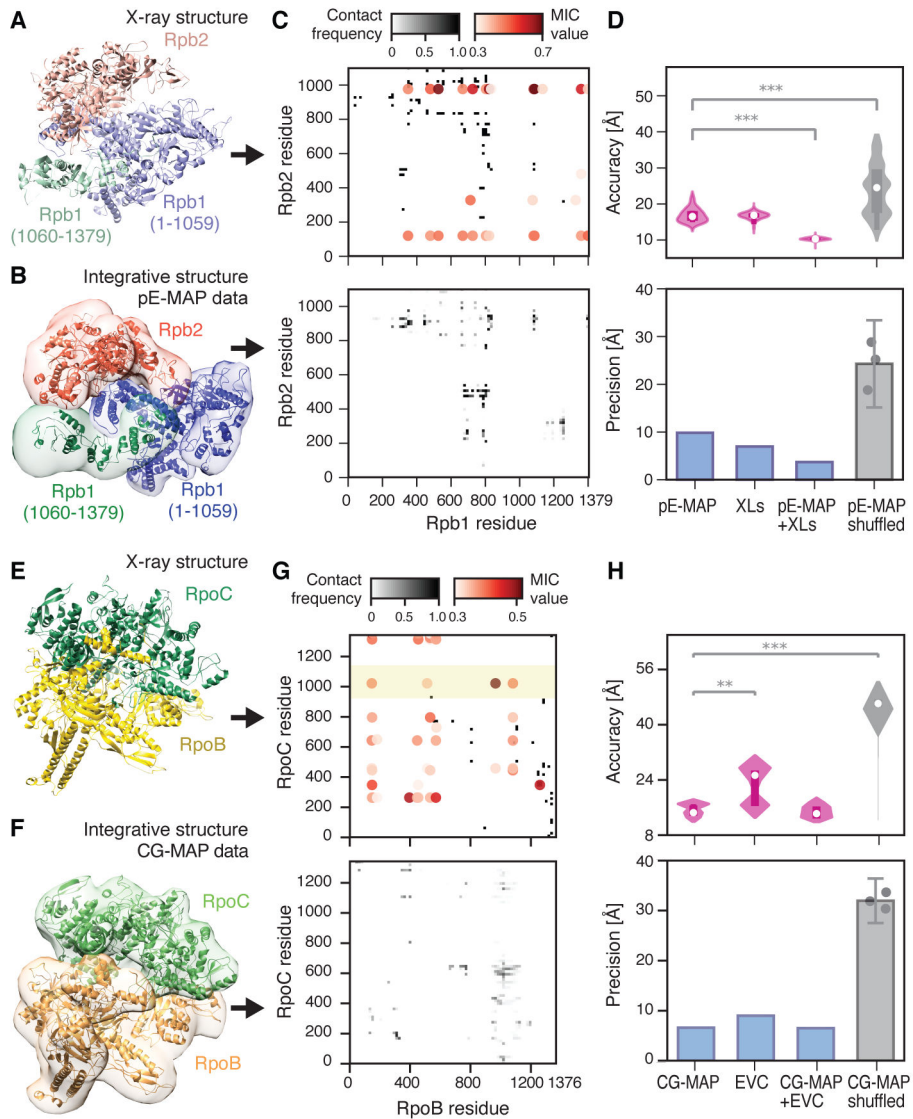 A
X-ray structure
Rpb2
Rpb1
(1060-1379)
Rpb1
(1-1059)
B
Integrative structure
pE-MAP data
Rpb2
Rpb1
(1060-1379)
Rpb1
(1-1059)
C
Contact
frequency
0 0.5 1.0
MIC
value
0.3 0.7
Rpb2 residue
1000
800
600
400
200
0
Rpb2 residue
1000
800
600
400
200
0
0 200 400 600 800 1000 1200 1379
Rpb1 residue
D
Accuracy [Å]
50
40
30
20
10
***
***
Precision [Å]
40
30
20
10
0
pE-MAP XLs pE-MAP +XLs pE-MAP shuffled
E
X-ray structure
RpoC
RpoB
F
Integrative structure
CG-MAP data
RpoC
RpoB
G
Contact
frequency
0 0.5 1.0
MIC
value
0.3 0.5
RpoC residue
1200
1000
800
600
400
200
0
RpoC residue
1200
1000
800
600
400
200
0
0 400 800 1200 1376
RpoB residue
H
Accuracy [Å]
56
40
24
8
***
**
Precision [Å]
40
30
20
10
0
CG-MAP EVC CG-MAP +EVC CG-MAP shuffled